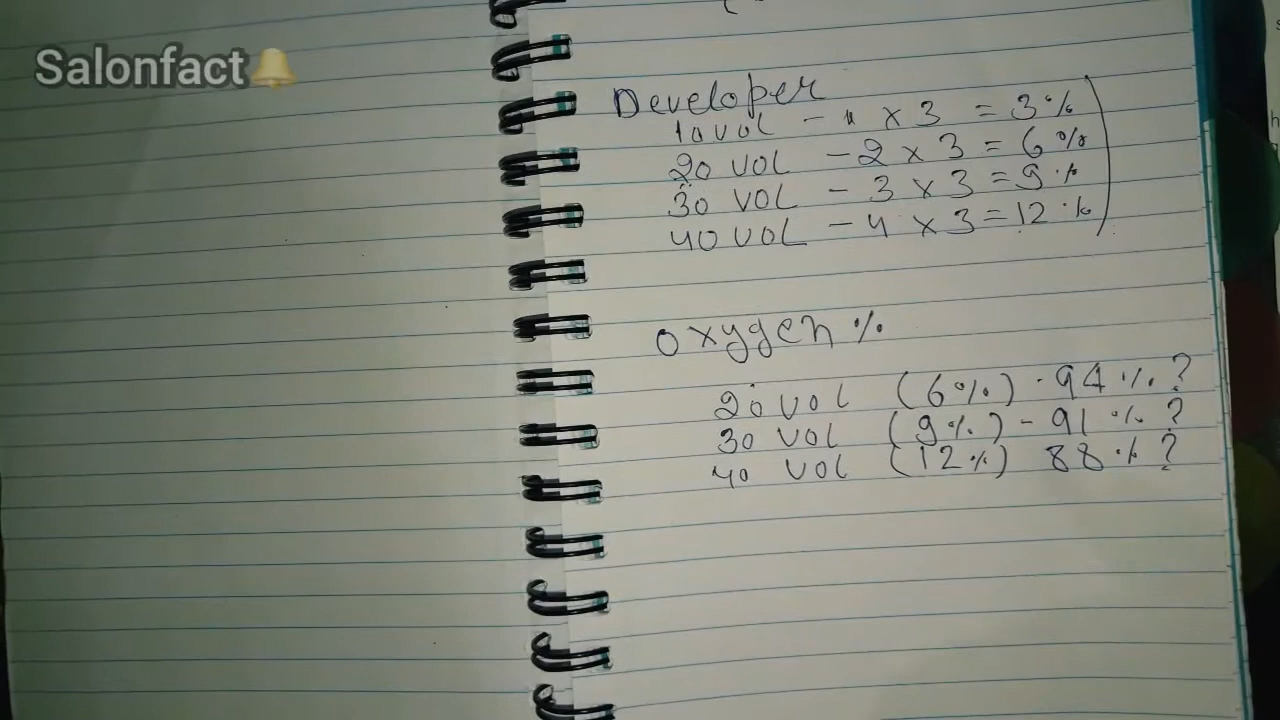 Salonfact
Developer
10 VOL - 1 x 3 = 3%
20 VOL - 2 x 3 = 6%
30 VOL - 3 x 3 = 9%
40 VOL - 4 x 3 = 12%
Oxygen %
20 VOL (6%) - 94%?
30 VOL (9%) - 91%?
40 VOL (12%) 88%?